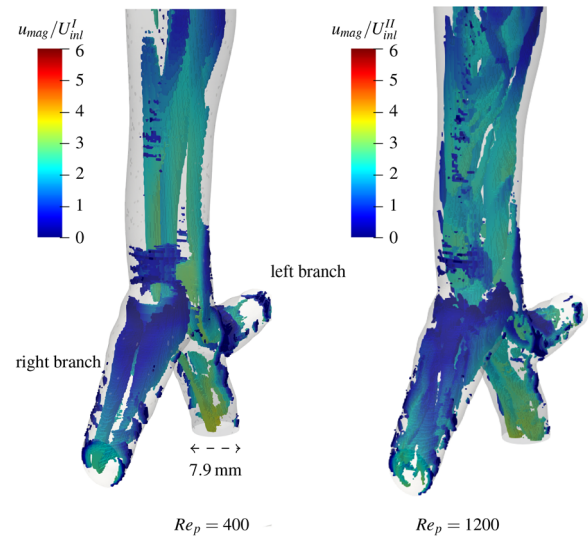 u_mag/U^I_inl
6
5
4
3
2
1
0
u_mag/U^II_inl
6
5
4
3
2
1
0
left branch
right branch
7.9 mm
Re_p = 400
Re_p = 1200